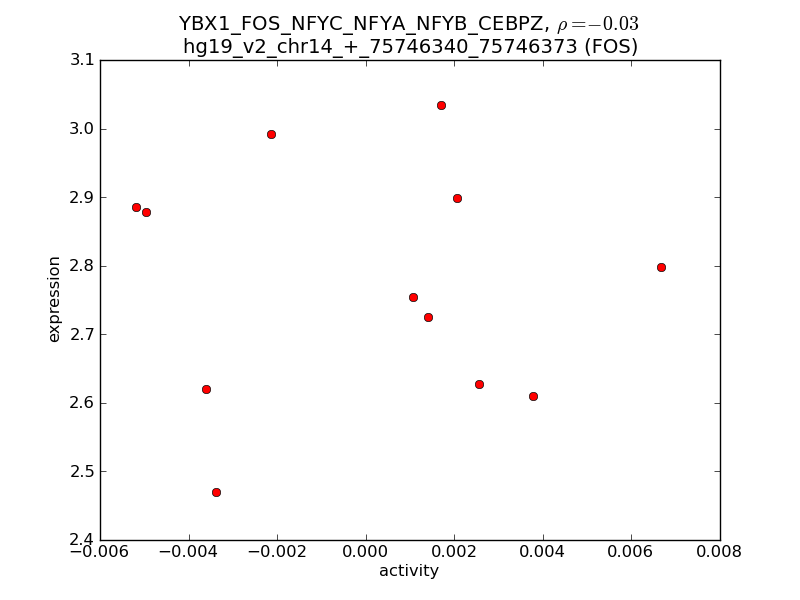 YBX1_FOS_NFYC_NFYA_NFYB_CEBPZ, ρ=−0.03
hg19_v2_chr14_+_75746340_75746373 (FOS)
3.1
3.0
2.9
2.8
2.7
2.6
2.5
2.4
expression
−0.006 −0.004 −0.002 0.000 0.002 0.004 0.006 0.008
activity